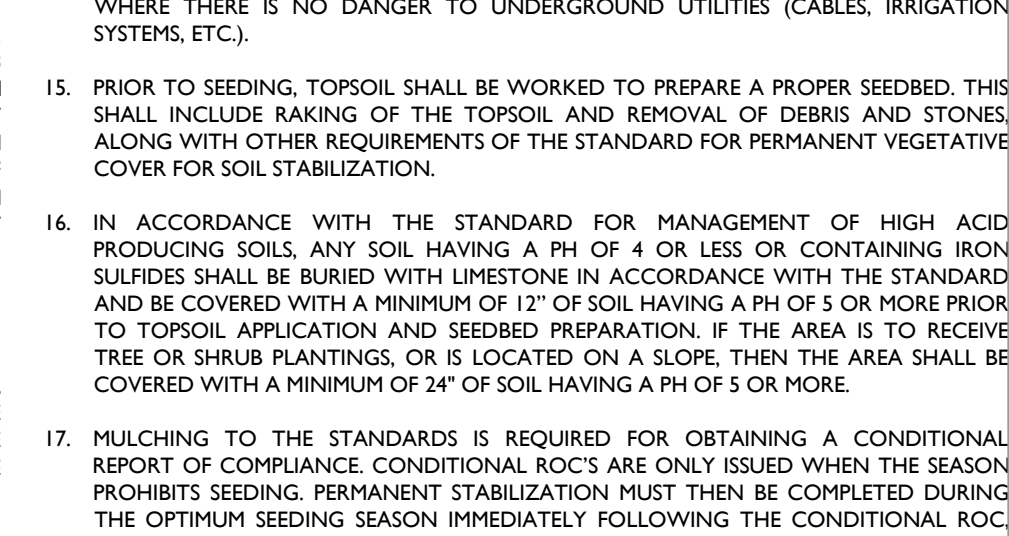 WHERE THERE IS NO DANGER TO UNDERGROUND UTILITIES (CABLES, IRRIGATION
SYSTEMS, ETC.).
15. PRIOR TO SEEDING, TOPSOIL SHALL BE WORKED TO PREPARE A PROPER SEEDBED. THIS
SHALL INCLUDE RAKING OF THE TOPSOIL AND REMOVAL OF DEBRIS AND STONES,
ALONG WITH OTHER REQUIREMENTS OF THE STANDARD FOR PERMANENT VEGETATIVE
COVER FOR SOIL STABILIZATION.
16. IN ACCORDANCE WITH THE STANDARD FOR MANAGEMENT OF HIGH ACID
PRODUCING SOILS, ANY SOIL HAVING A PH OF 4 OR LESS OR CONTAINING IRON
SULFIDES SHALL BE BURIED WITH LIMESTONE IN ACCORDANCE WITH THE STANDARD
AND BE COVERED WITH A MINIMUM OF 12” OF SOIL HAVING A PH OF 5 OR MORE PRIOR
TO TOPSOIL APPLICATION AND SEEDBED PREPARATION. IF THE AREA IS TO RECEIVE
TREE OR SHRUB PLANTINGS, OR IS LOCATED ON A SLOPE, THEN THE AREA SHALL BE
COVERED WITH A MINIMUM OF 24" OF SOIL HAVING A PH OF 5 OR MORE.
17. MULCHING TO THE STANDARDS IS REQUIRED FOR OBTAINING A CONDITIONAL
REPORT OF COMPLIANCE. CONDITIONAL ROC’S ARE ONLY ISSUED WHEN THE SEASON
PROHIBITS SEEDING. PERMANENT STABILIZATION MUST THEN BE COMPLETED DURING
THE OPTIMUM SEEDING SEASON IMMEDIATELY FOLLOWING THE CONDITIONAL ROC,